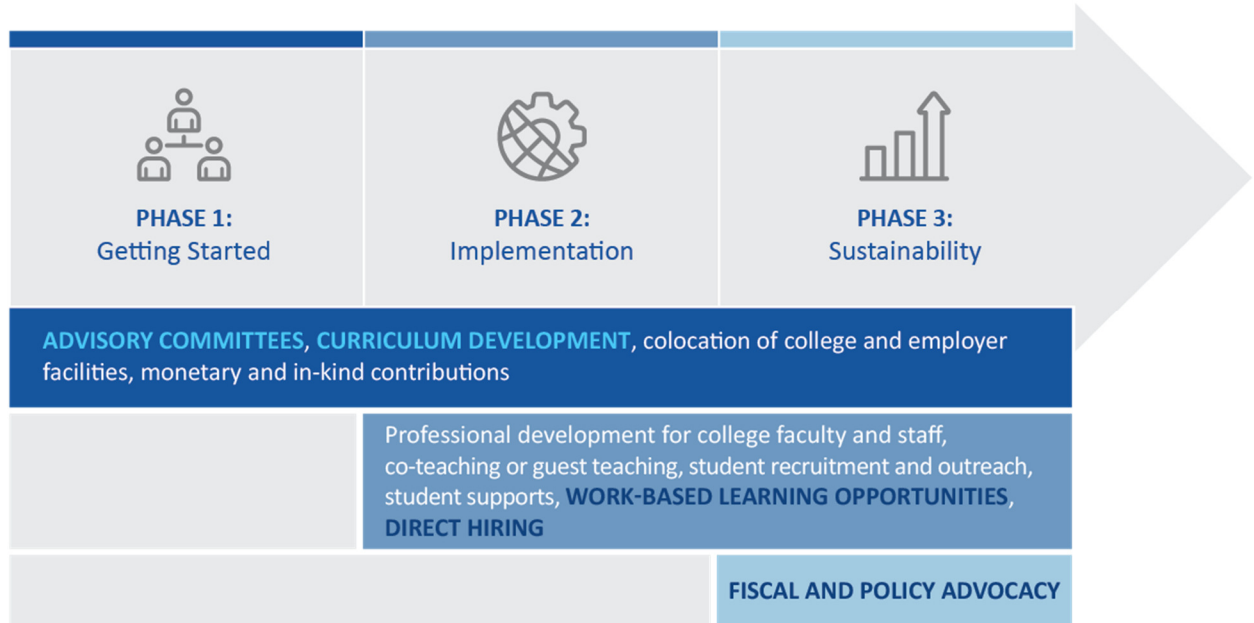 PHASE 1:
Getting Started
PHASE 2:
Implementation
PHASE 3:
Sustainability
ADVISORY COMMITTEES, CURRICULUM DEVELOPMENT, colocation of college and employer
facilities, monetary and in-kind contributions
Professional development for college faculty and staff,
co-teaching or guest teaching, student recruitment and outreach,
student supports, WORK-BASED LEARNING OPPORTUNITIES,
DIRECT HIRING
FISCAL AND POLICY ADVOCACY